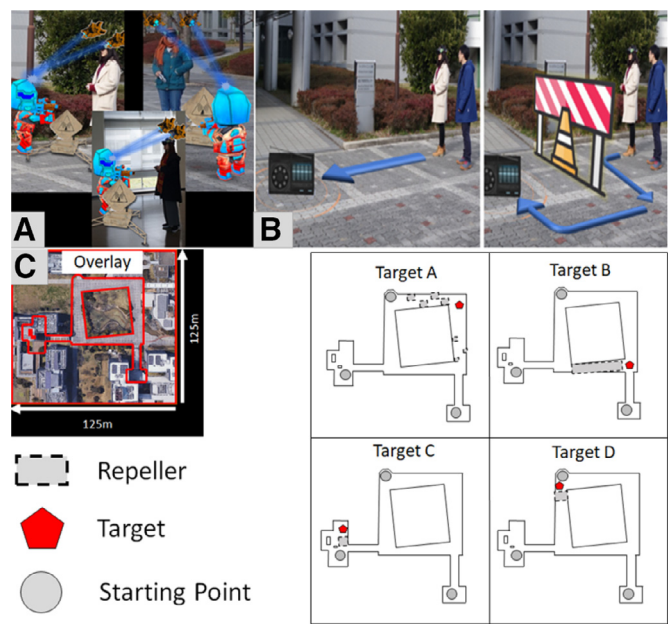 A
B
C
Overlay
125m
125m
Repeller
Target
Starting Point
Target A
Target B
Target C
Target D